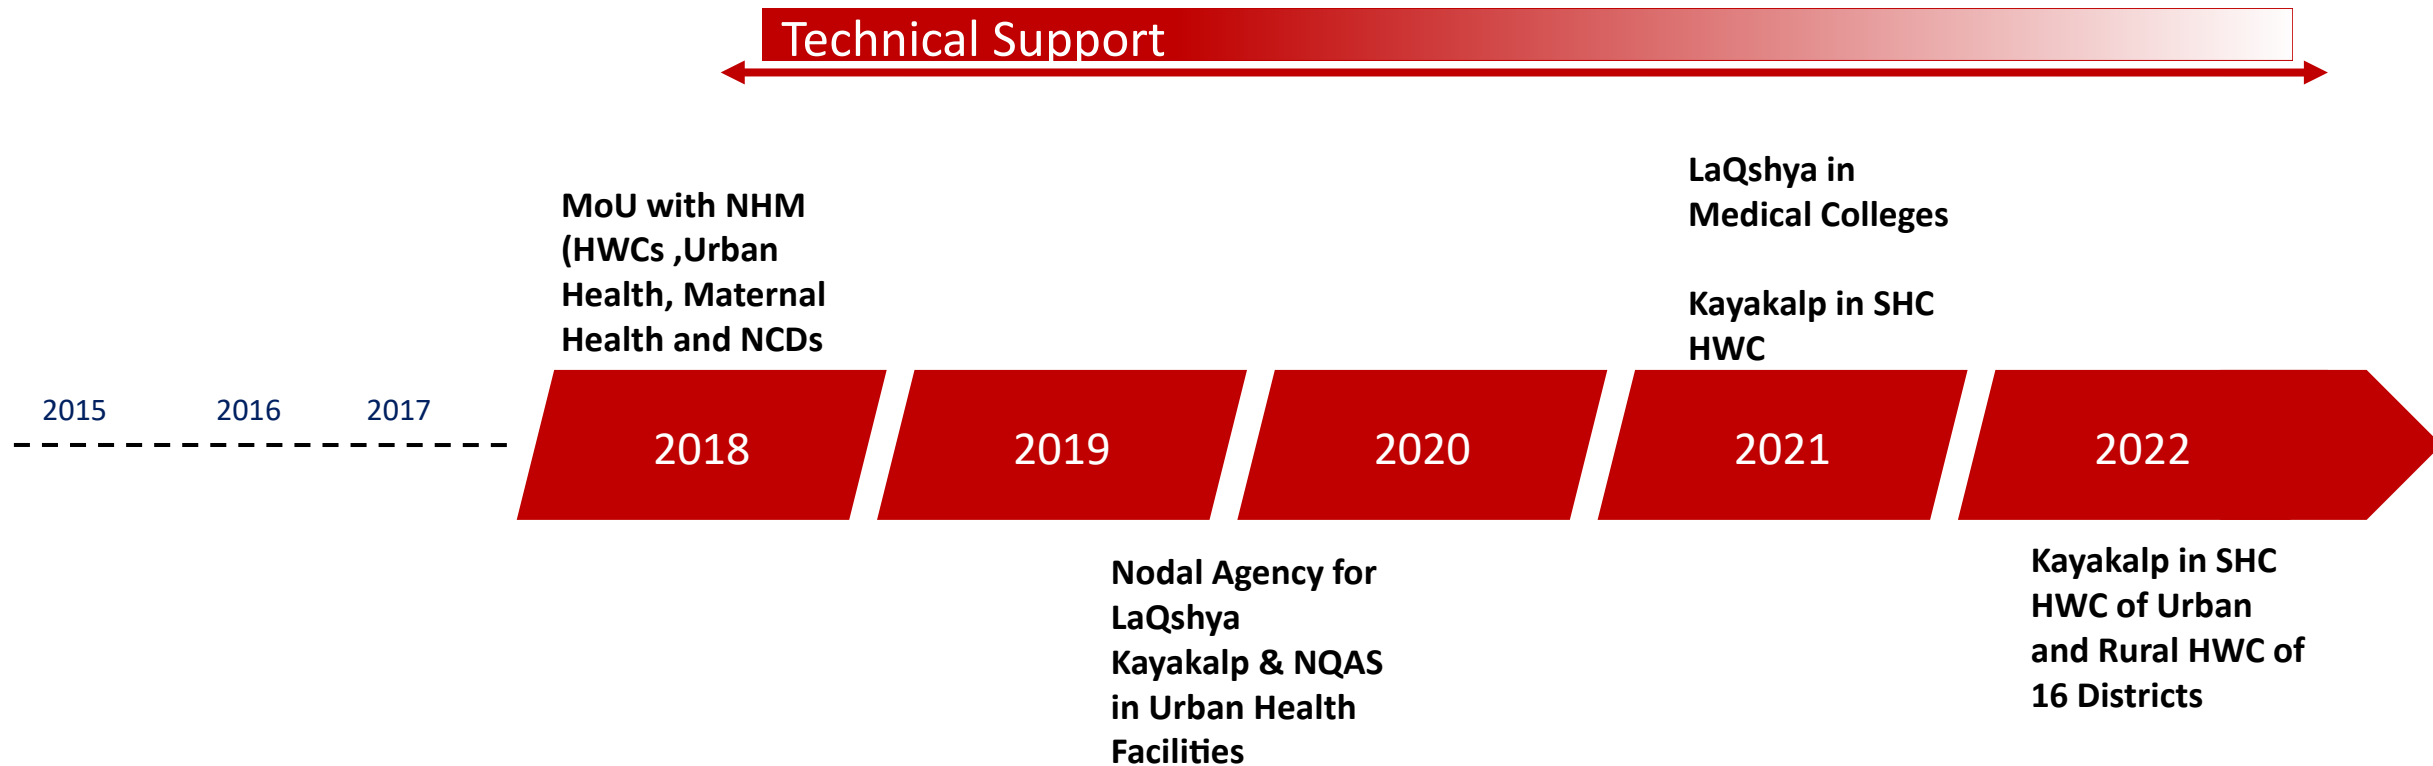 Technical Support
MoU with NHM
(HWCs ,Urban
Health, Maternal
Health and NCDs
LaQshya in
Medical Colleges
Kayakalp in SHC
HWC
2015
2016
2017
2018
2019
2020
2021
2022
Nodal Agency for
LaQshya
Kayakalp & NQAS
in Urban Health
Facilities
Kayakalp in SHC
HWC of Urban
and Rural HWC of
16 Districts